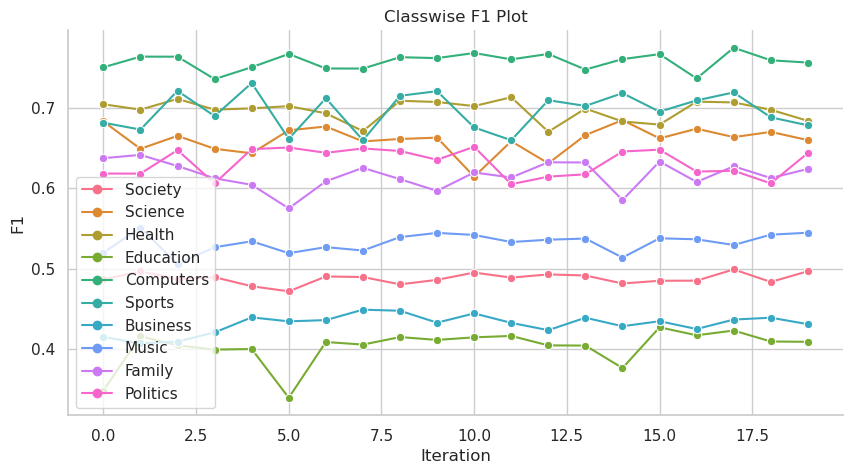 Classwise F1 Plot
F1
0.7
0.6
0.5
0.4
Society
Science
Health
Education
Computers
Sports
Business
Music
Family
Politics
0.0 2.5 5.0 7.5 10.0 12.5 15.0 17.5
Iteration